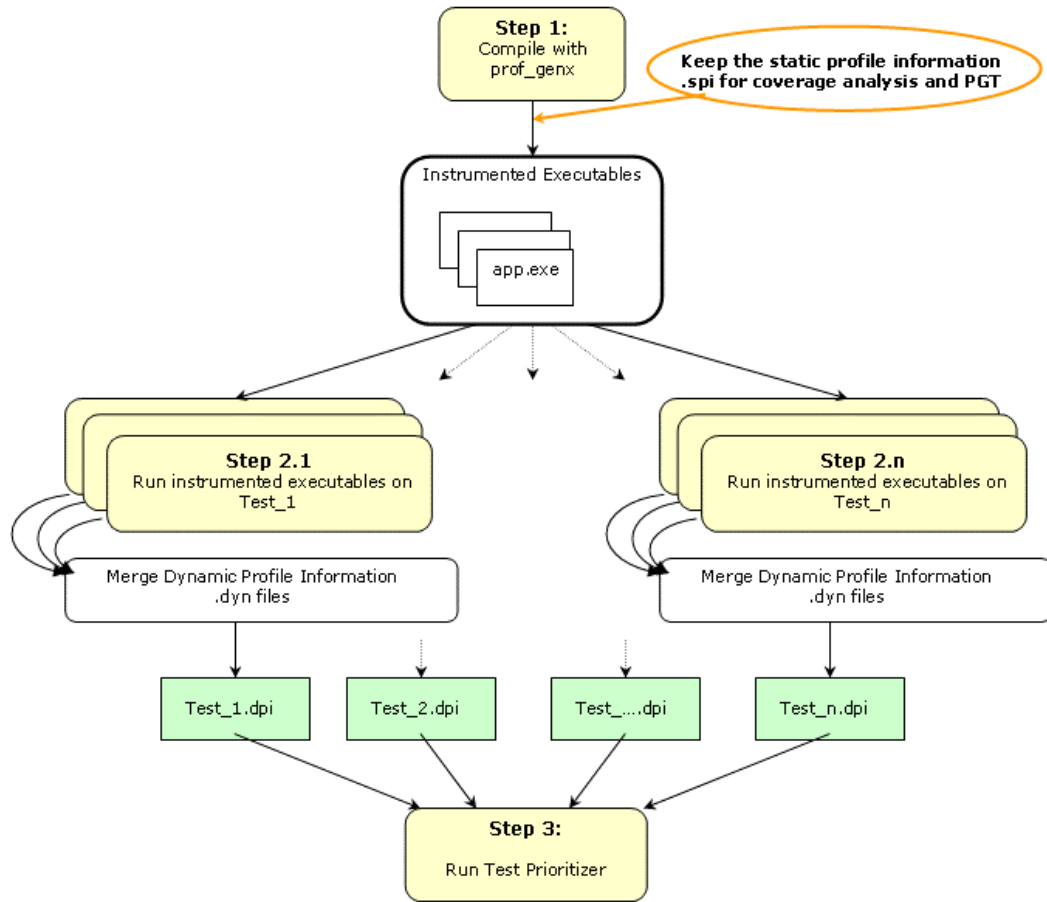 Step 1:
Compile with
prof_genx
Keep the static profile information
.spi for coverage analysis and PGT
Instrumented Executables
app.exe
Step 2.1
Run instrumented executables on
Test_1
Step 2.n
Run instrumented executables on
Test_n
Merge Dynamic Profile Information
.dyn files
Merge Dynamic Profile Information
.dyn files
Test_1.dpi
Test_2.dpi
Test_....dpi
Test_n.dpi
Step 3:
Run Test Prioritizer